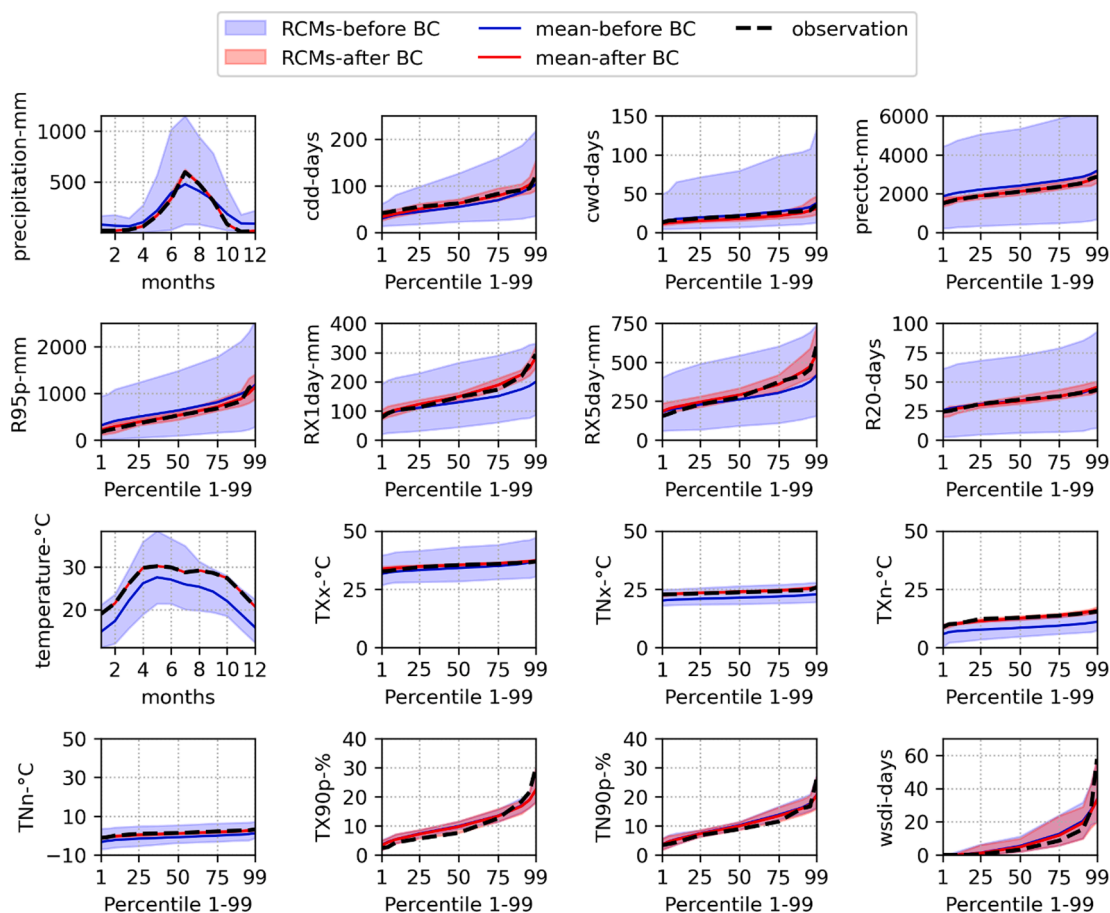 RCMs-before BC mean-before BC observation
RCMs-after BC mean-after BC
precipitation-mm
1000
500
2 4 6 8 10 12
months
cdd-days
200
100
0
1 25 50 75 99
Percentile 1-99
cwd-days
150
100
50
0
1 25 50 75 99
Percentile 1-99
prectot-mm
6000
4000
2000
0
1 25 50 75 99
Percentile 1-99
R95p-mm
2000
1000
0
1 25 50 75 99
Percentile 1-99
RX1day-mm
400
300
200
100
0
1 25 50 75 99
Percentile 1-99
RX5day-mm
750
500
250
0
1 25 50 75 99
Percentile 1-99
R20-days
100
75
50
25
0
1 25 50 75 99
Percentile 1-99
temperature-°C
30
20
2 4 6 8 10 12
months
TXx-°C
50
25
0
1 25 50 75 99
Percentile 1-99
TNx-°C
50
25
0
1 25 50 75 99
Percentile 1-99
TXn-°C
50
25
0
1 25 50 75 99
Percentile 1-99
TNn-°C
50
30
10
−10
1 25 50 75 99
Percentile 1-99
TX90p-%
40
30
20
10
0
1 25 50 75 99
Percentile 1-99
TN90p-%
40
30
20
10
0
1 25 50 75 99
Percentile 1-99
wsdi-days
60
40
20
0
1 25 50 75 99
Percentile 1-99